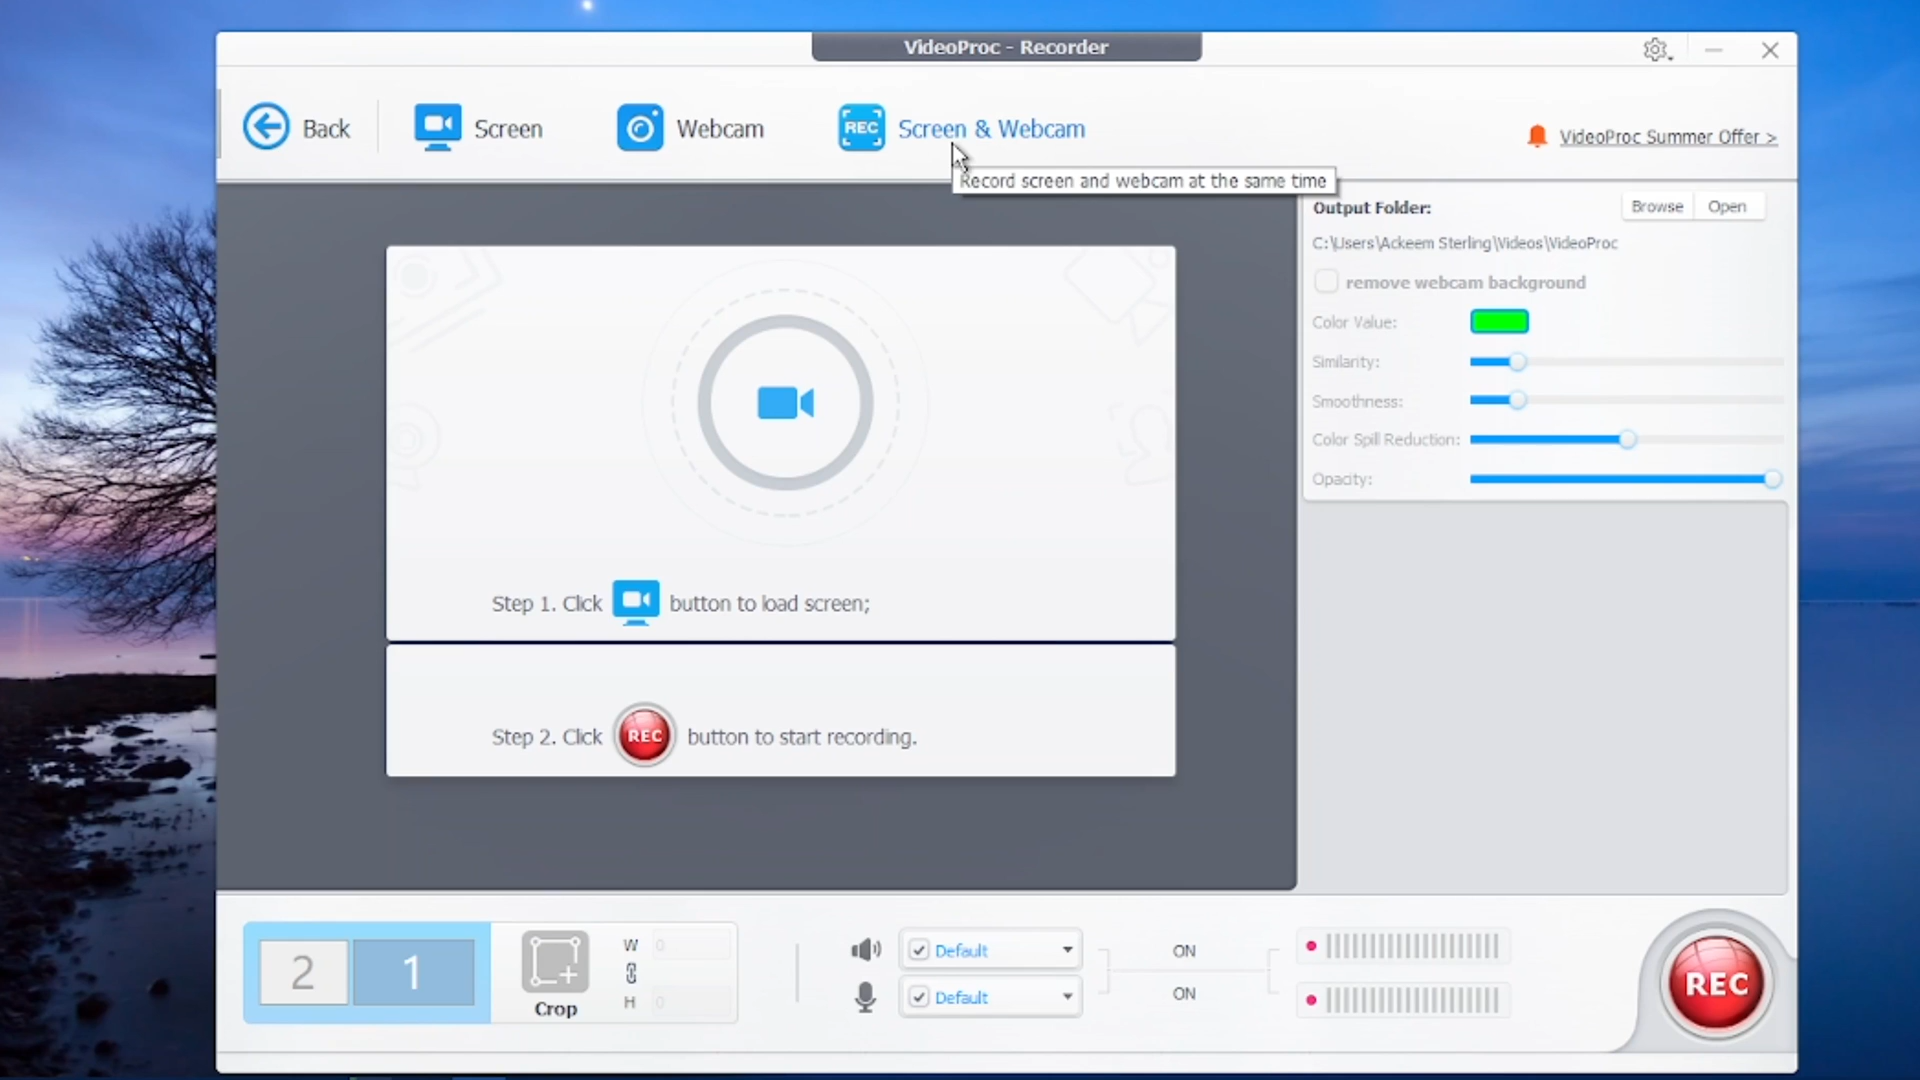 VideoProc - Recorder
Back
Screen
Webcam
REC
Screen & Webcam
VideoProc Summer Offer >
Record screen and webcam at the same time
Output Folder:
Browse
Open
C:\Users\Ackeem Sterling\Videos\VideoProc
remove webcam background
Color Value:
Similarity:
Smoothness:
Color Spill Reduction:
Opacity:
Step 1. Click button to load screen;
Step 2. Click REC button to start recording.
2
1
Crop
W 0
H 0
Default
ON
Default
ON
REC